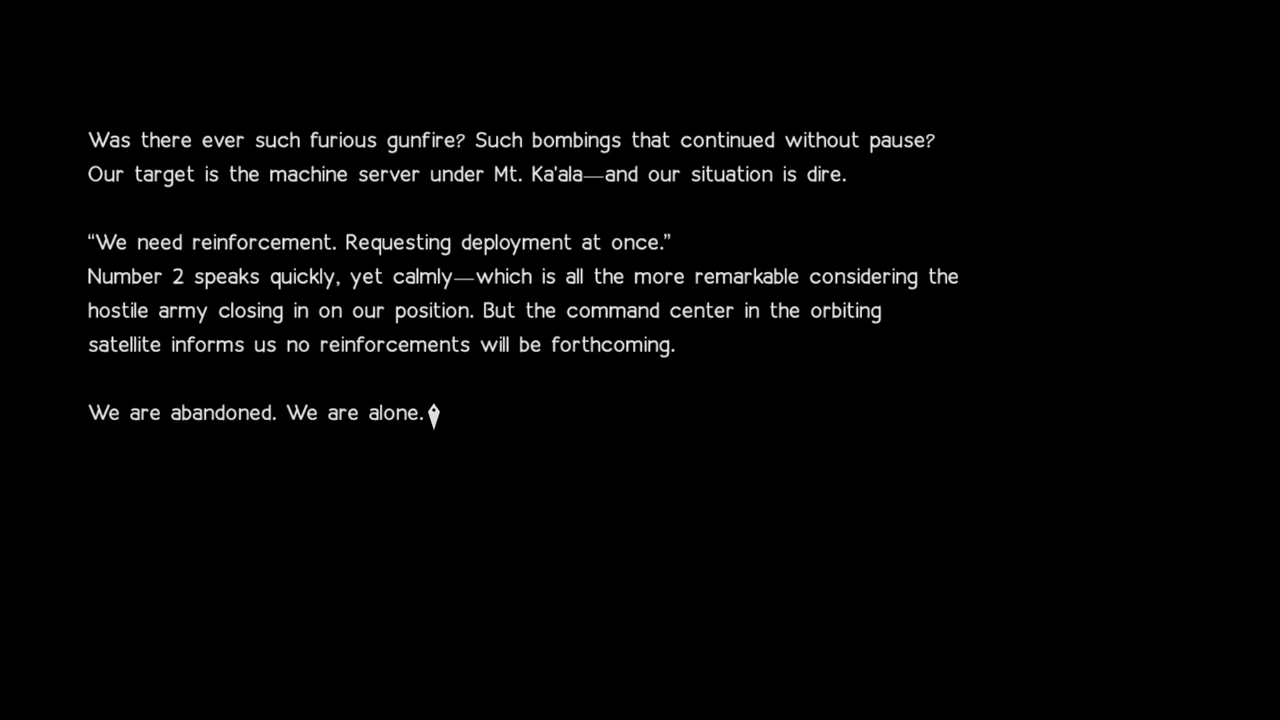 Was there ever such furious gunfire? Such bombings that continued without pause?
Our target is the machine server under Mt. Ka'ala—and our situation is dire.
“We need reinforcement. Requesting deployment at once.”
Number 2 speaks quickly, yet calmly—which is all the more remarkable considering the
hostile army closing in on our position. But the command center in the orbiting
satellite informs us no reinforcements will be forthcoming.
We are abandoned. We are alone.